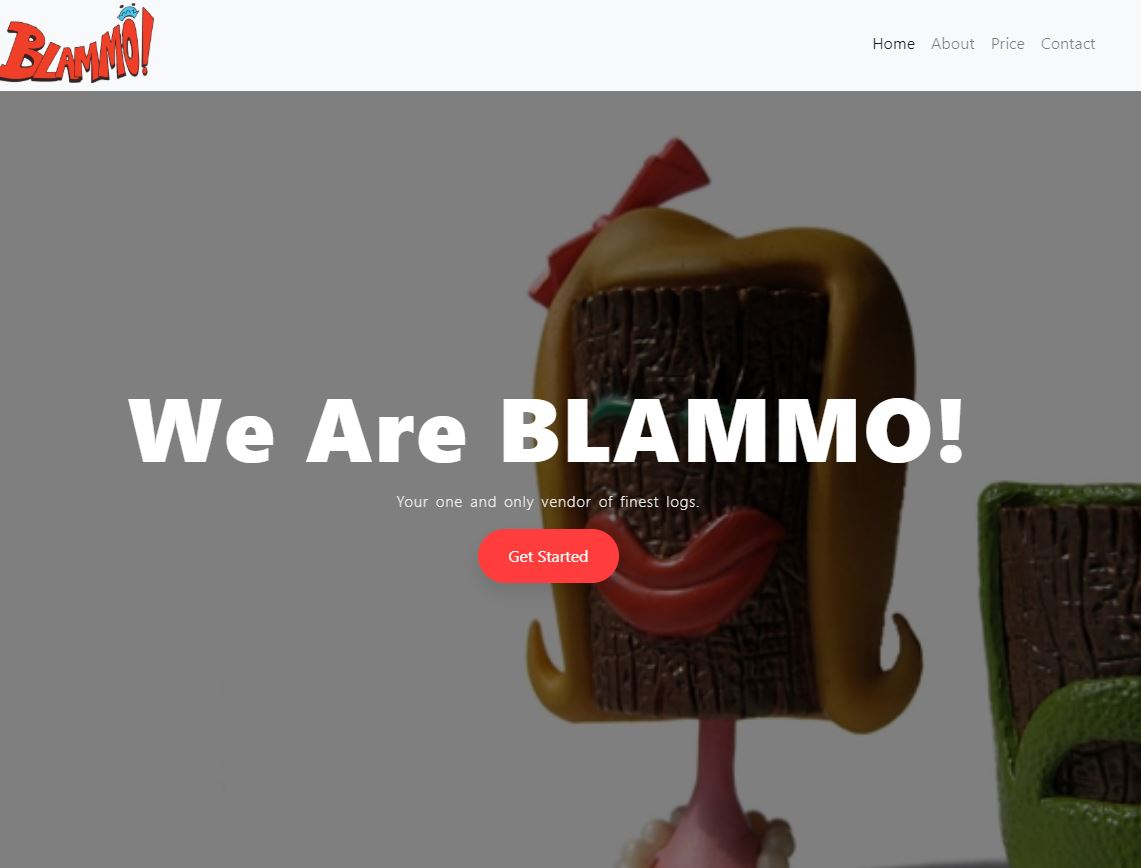 BLAMMO!
Home About Price Contact
We Are BLAMMO!
Your one and only vendor of finest logs.
Get Started